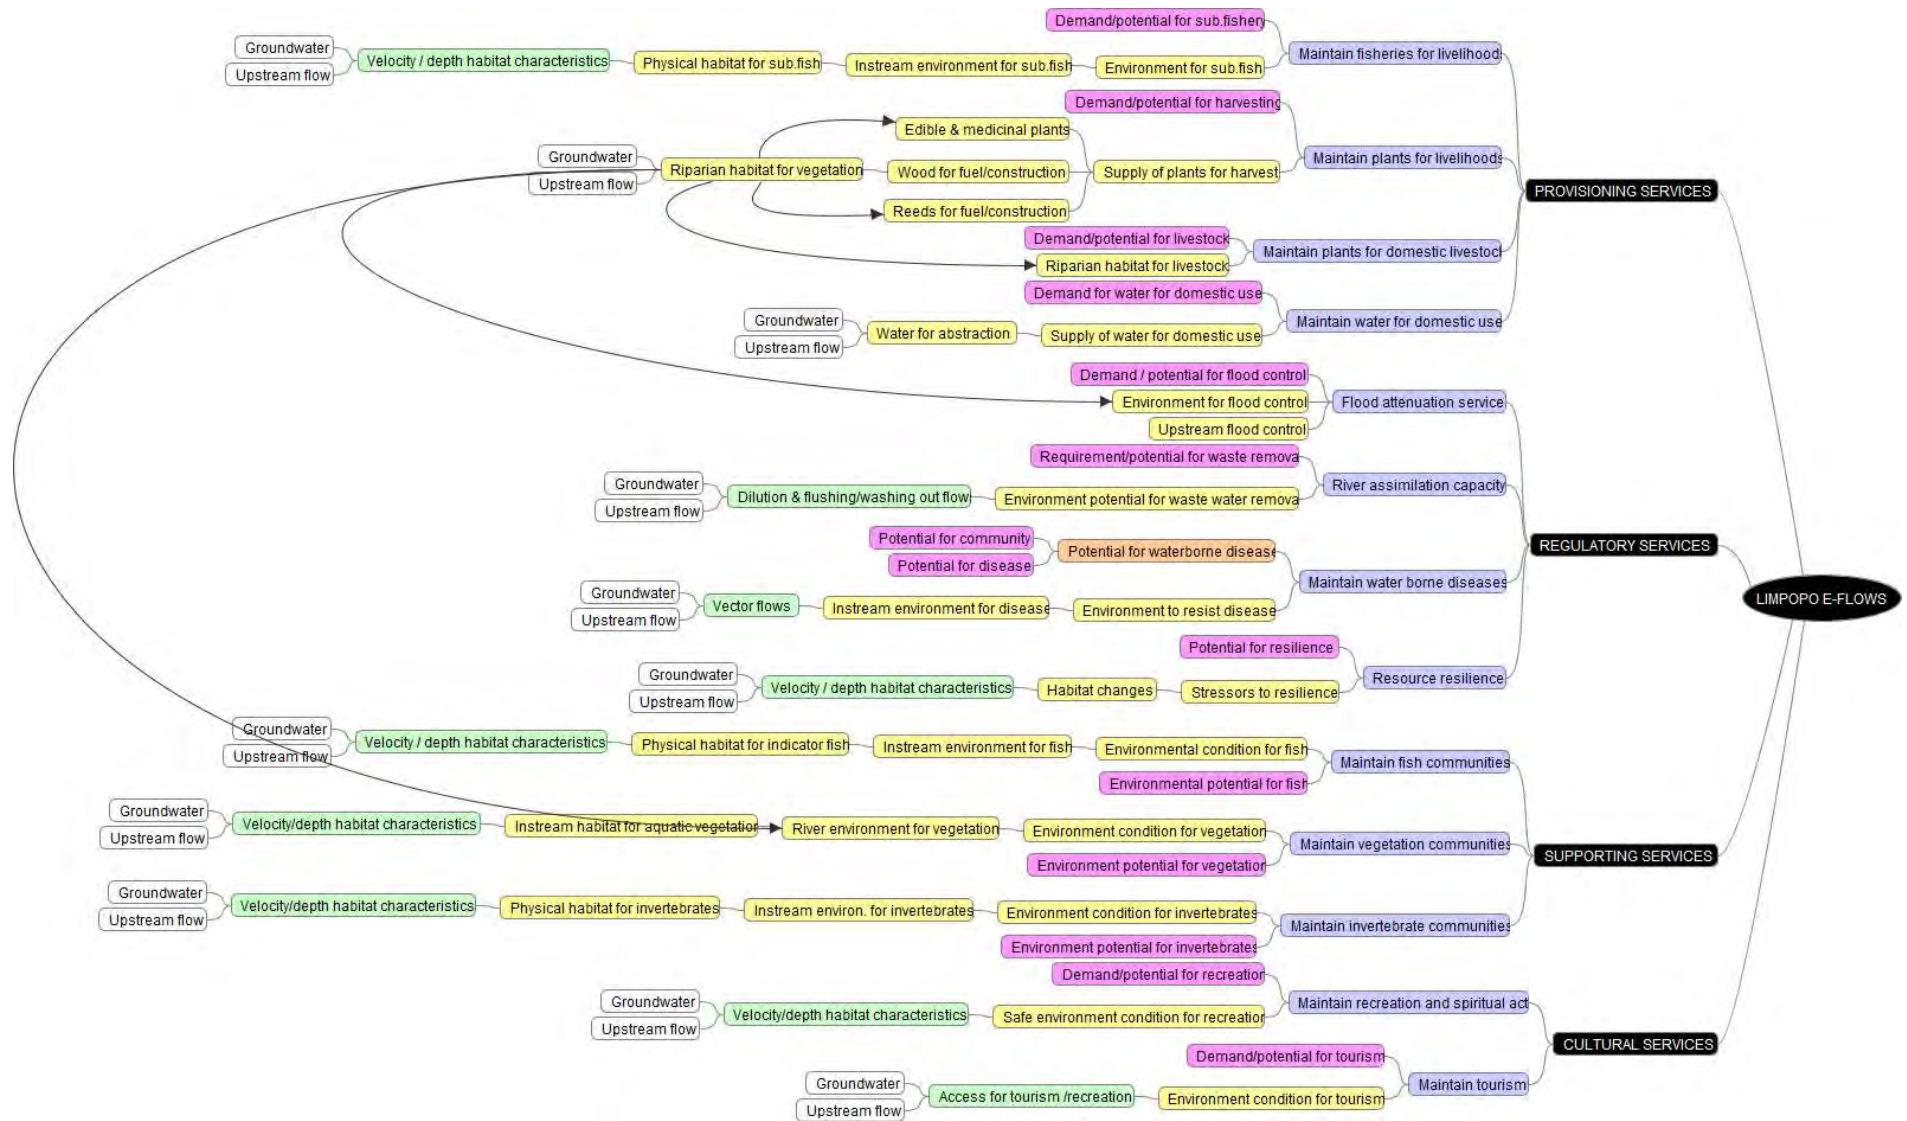 Demand/potential for sub.fishery
Groundwater
Upstream flow
Velocity / depth habitat characteristics
Physical habitat for sub.fish
Instream environment for sub.fish
Environment for sub.fish
Maintain fisheries for livelihood
Demand/potential for harvesting
Edible & medicinal plants
Groundwater
Upstream flow
Riparian habitat for vegetation
Wood for fuel/construction
Supply of plants for harvest
Maintain plants for livelihoods
Reeds for fuel/construction
PROVISIONING SERVICES
Demand/potential for livestock
Riparian habitat for livestock
Maintain plants for domestic livestock
Demand for water for domestic use
Groundwater
Upstream flow
Water for abstraction
Supply of water for domestic use
Maintain water for domestic use
Demand / potential for flood control
Environment for flood control
Upstream flood control
Flood attenuation service
Requirement/potential for waste remova
Groundwater
Upstream flow
Dilution & flushing/washing out flow
Environment potential for waste water remova
River assimilation capacity
Potential for community
Potential for disease
Potential for waterborne disease
REGULATORY SERVICES
Maintain water borne diseases
Groundwater
Upstream flow
Vector flows
Instream environment for disease
Environment to resist disease
LIMPOPO E-FLOWS
Potential for resilience
Groundwater
Upstream flow
Velocity / depth habitat characteristics
Habitat changes
Stressors to resilience
Resource resilience
Groundwater
Upstream flow
Velocity / depth habitat characteristics
Physical habitat for indicator fish
Instream environment for fish
Environmental condition for fish
Maintain fish communities
Environmental potential for fish
Groundwater
Upstream flow
Velocity/depth habitat characteristics
Instream habitat for aquatic vegetation
River environment for vegetation
Environment condition for vegetation
Maintain vegetation communities
Environment potential for vegetation
SUPPORTING SERVICES
Groundwater
Upstream flow
Velocity/depth habitat characteristics
Physical habitat for invertebrates
Instream environ. for invertebrates
Environment condition for invertebrates
Maintain invertebrate communities
Environment potential for invertebrates
Demand/potential for recreation
Groundwater
Upstream flow
Velocity/depth habitat characteristics
Safe environment condition for recreation
Maintain recreation and spiritual act
CULTURAL SERVICES
Demand/potential for tourism
Groundwater
Upstream flow
Access for tourism /recreation
Environment condition for tourism
Maintain tourism